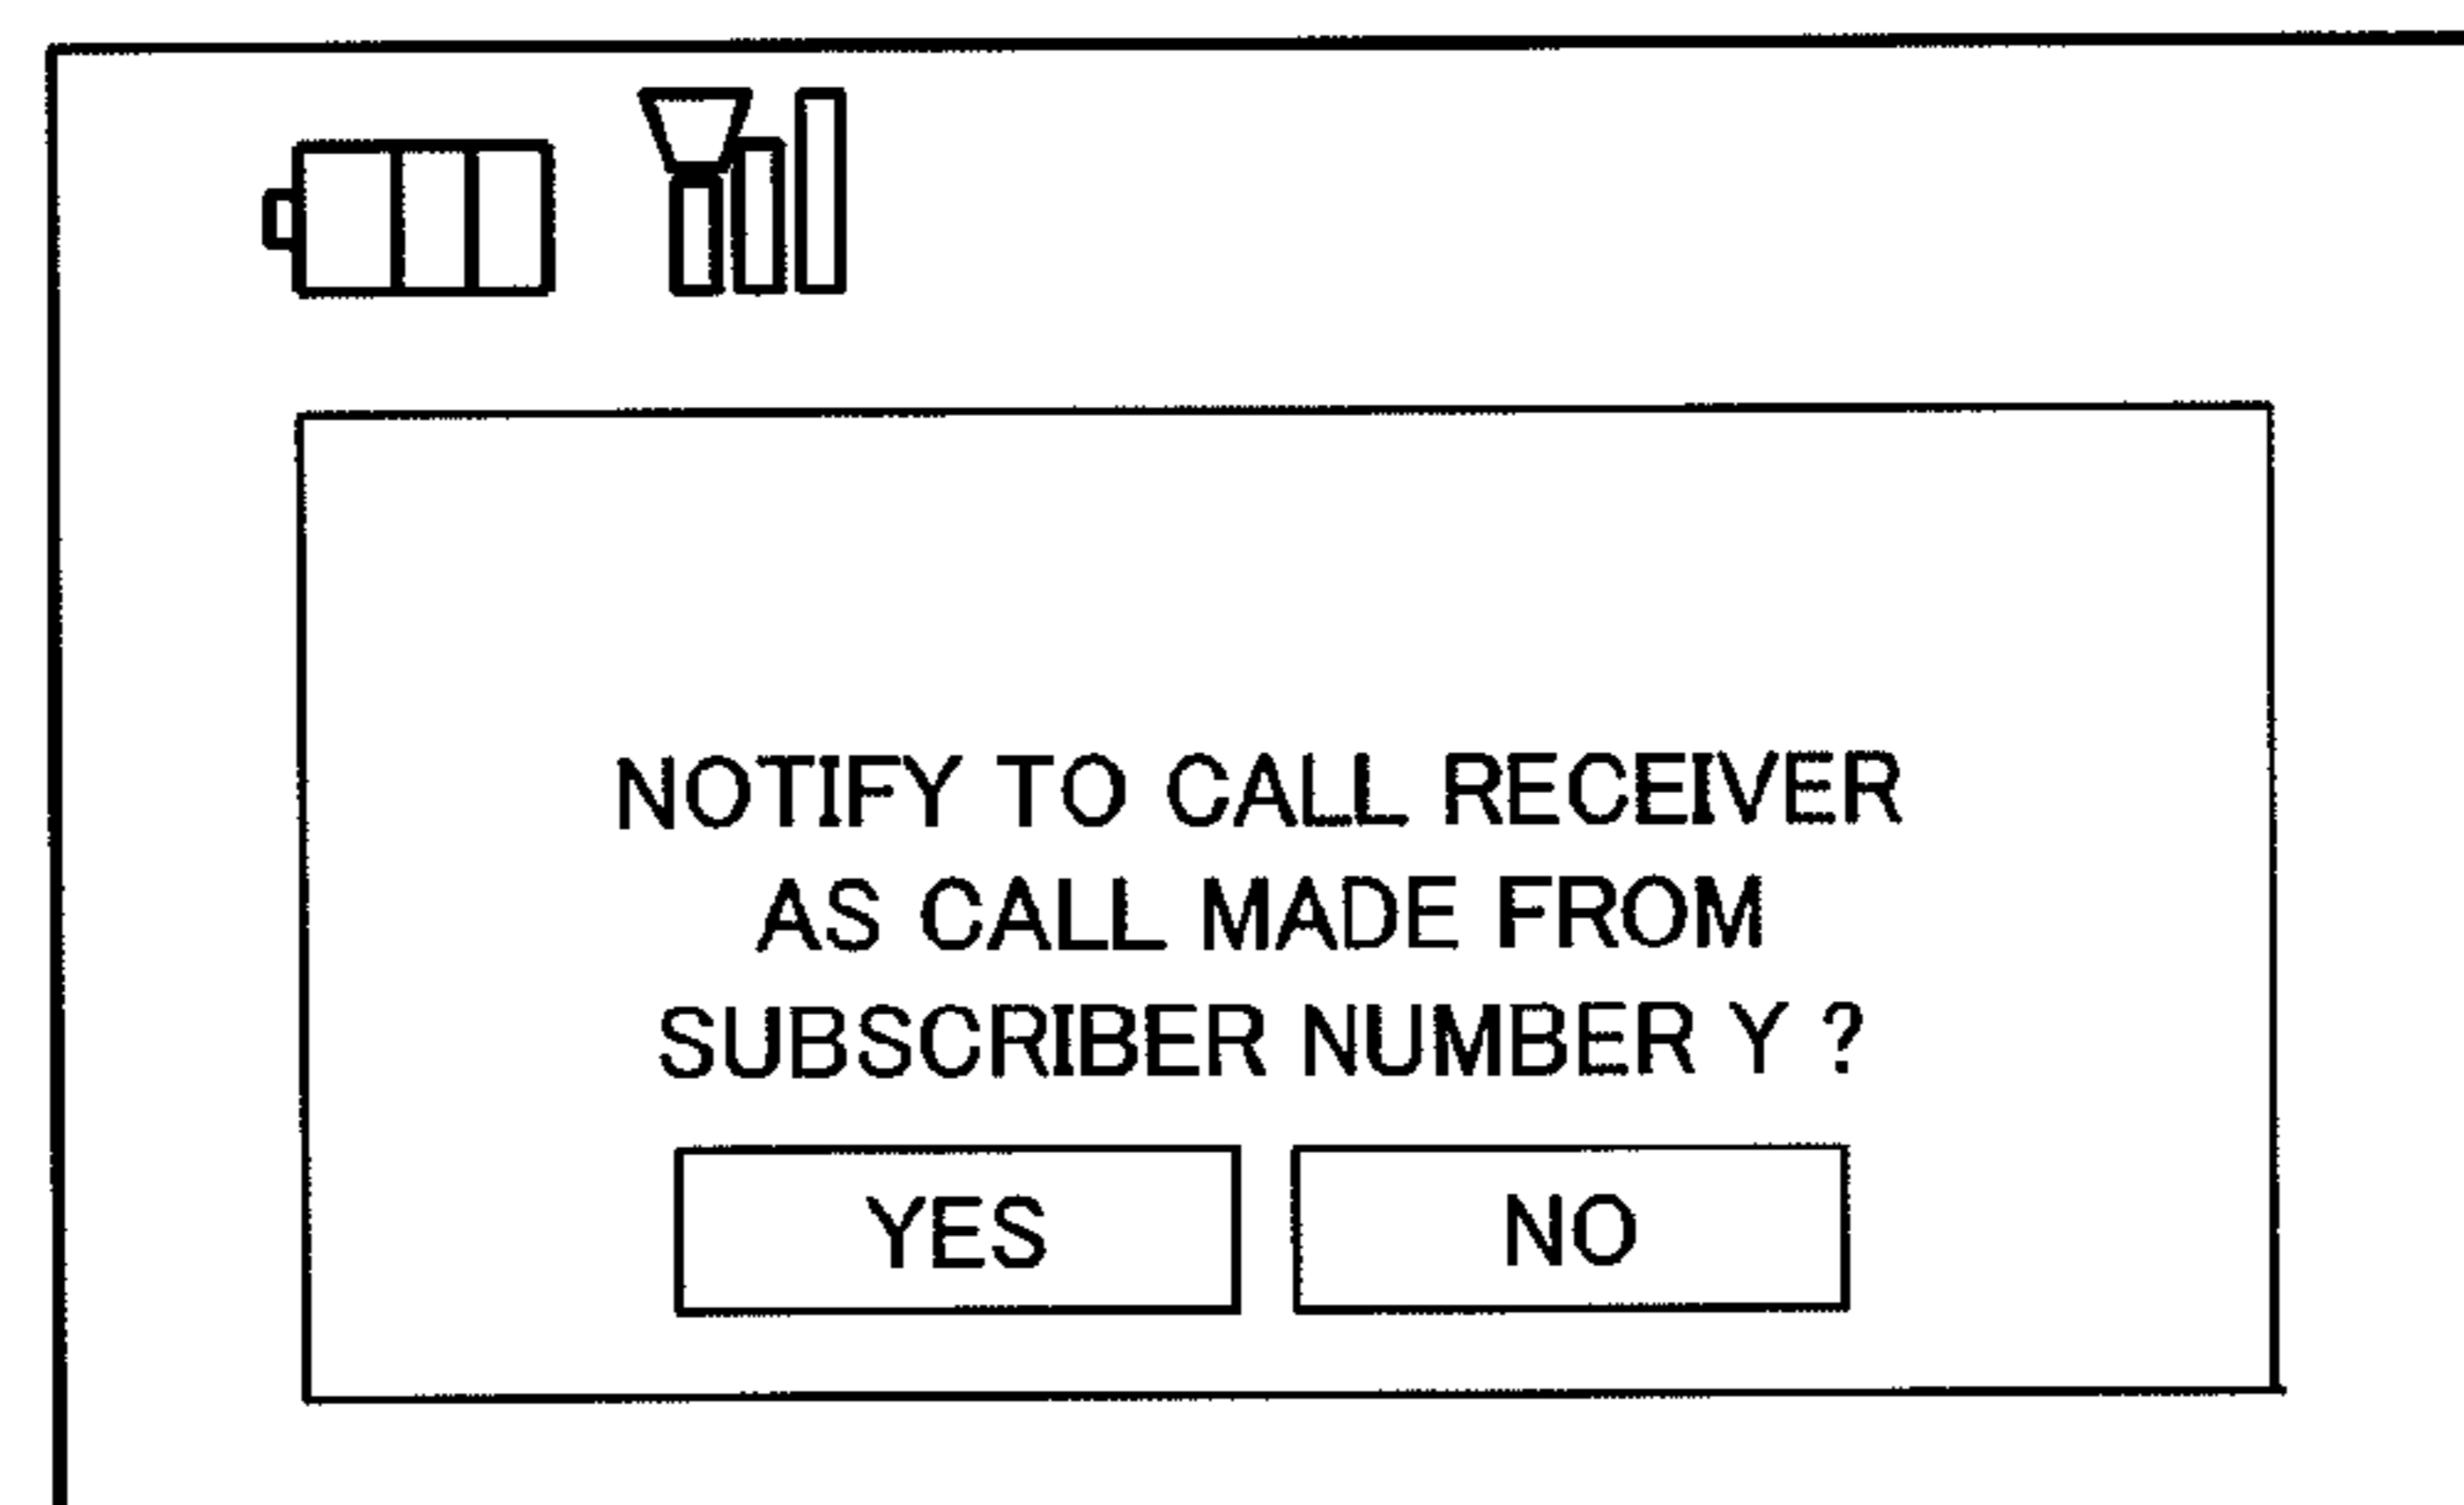 NOTIFY TO CALL RECEIVER
AS CALL MADE FROM
SUBSCRIBER NUMBER Y ?
YES NO